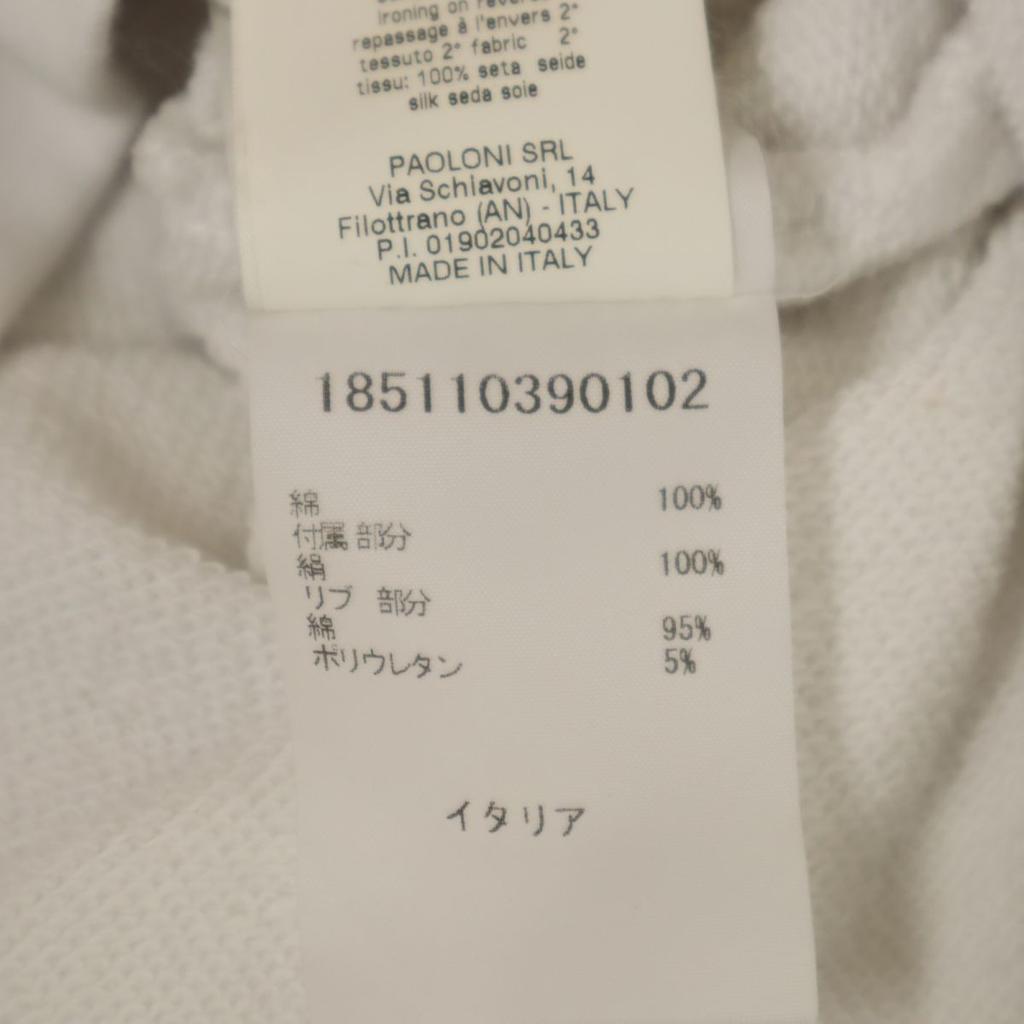 ironing on
repassage à l'envers 2°
tessuto 2° fabric 2°
tissu: 100% seta seide
silk seda soie
PAOLONI SRL
Via Schiavoni, 14
Filottrano (AN) - ITALY
P.I. 01902040433
MADE IN ITALY
185110390102
綿 100%
付属 部分
絹 100%
リブ 部分
綿 95%
ポリウレタン 5%
イタリア